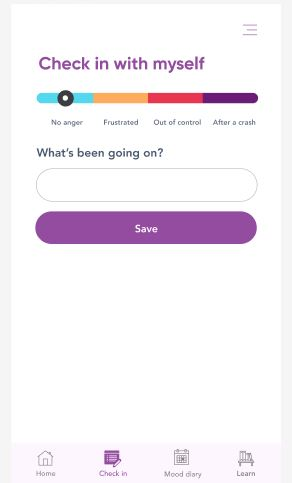 Check in with myself
No anger Frustrated Out of control After a crash
What's been going on?
Save
Home Check in Mood diary Learn